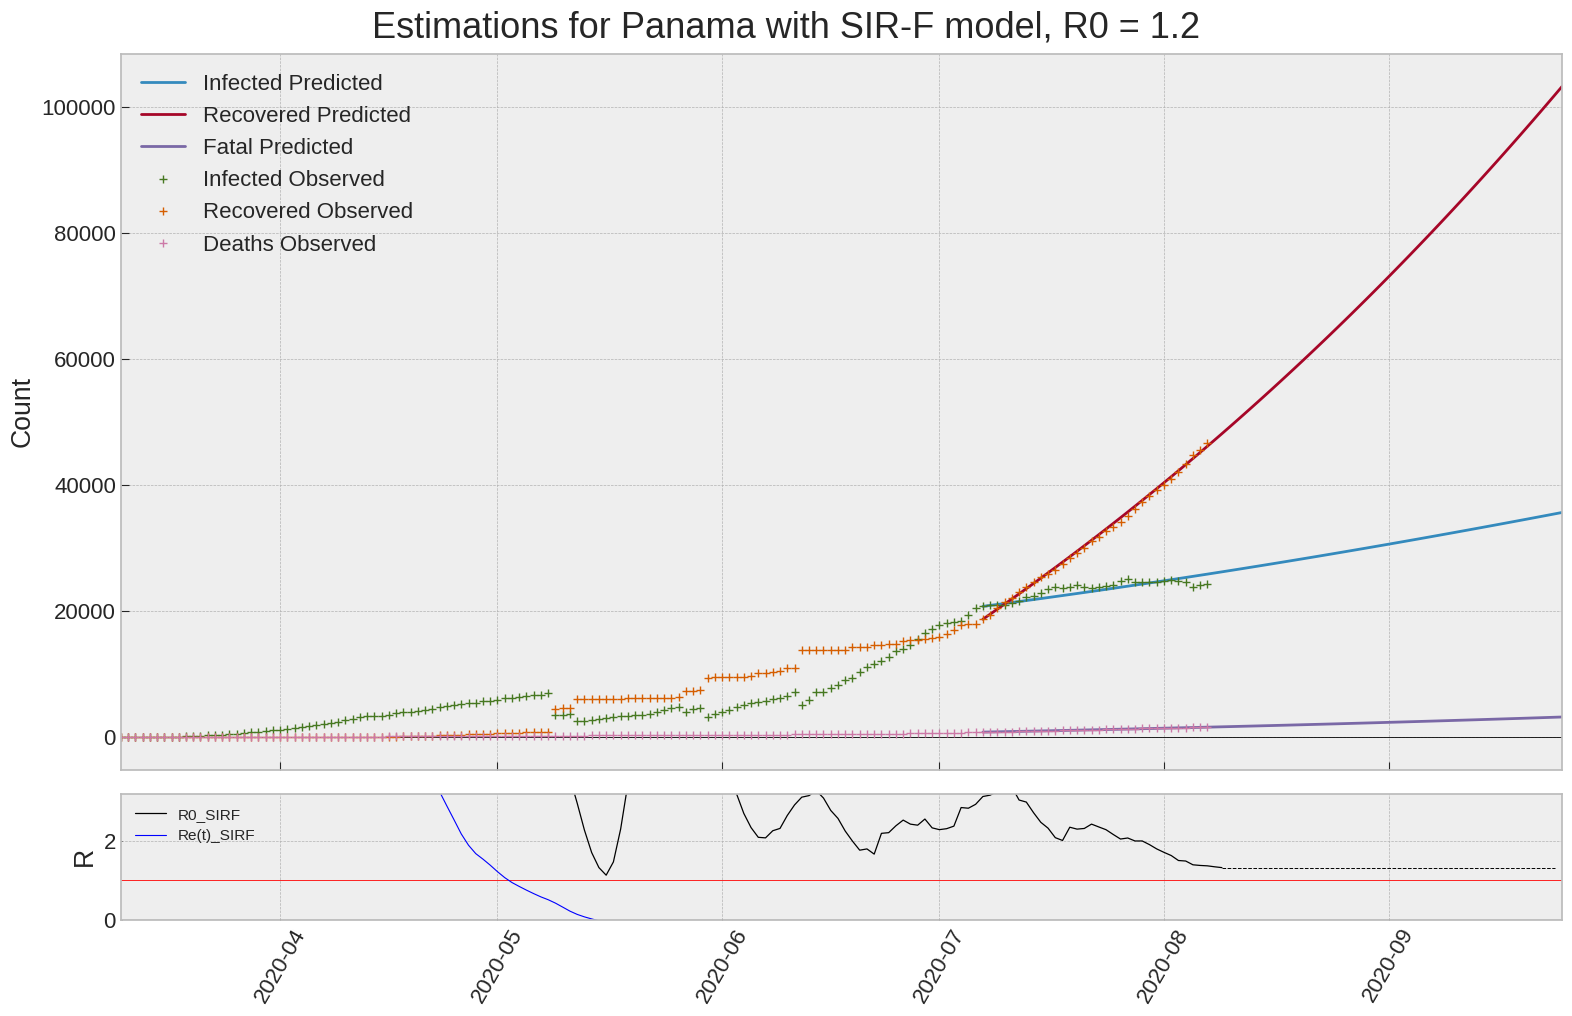 Estimations for Panama with SIR-F model, R0 = 1.2
Infected Predicted
Recovered Predicted
Fatal Predicted
Infected Observed
Recovered Observed
Deaths Observed
100000
80000
60000
40000
20000
0
Count
R0_SIRF
Re(t)_SIRF
2
0
R
2020-04
2020-05
2020-06
2020-07
2020-08
2020-09